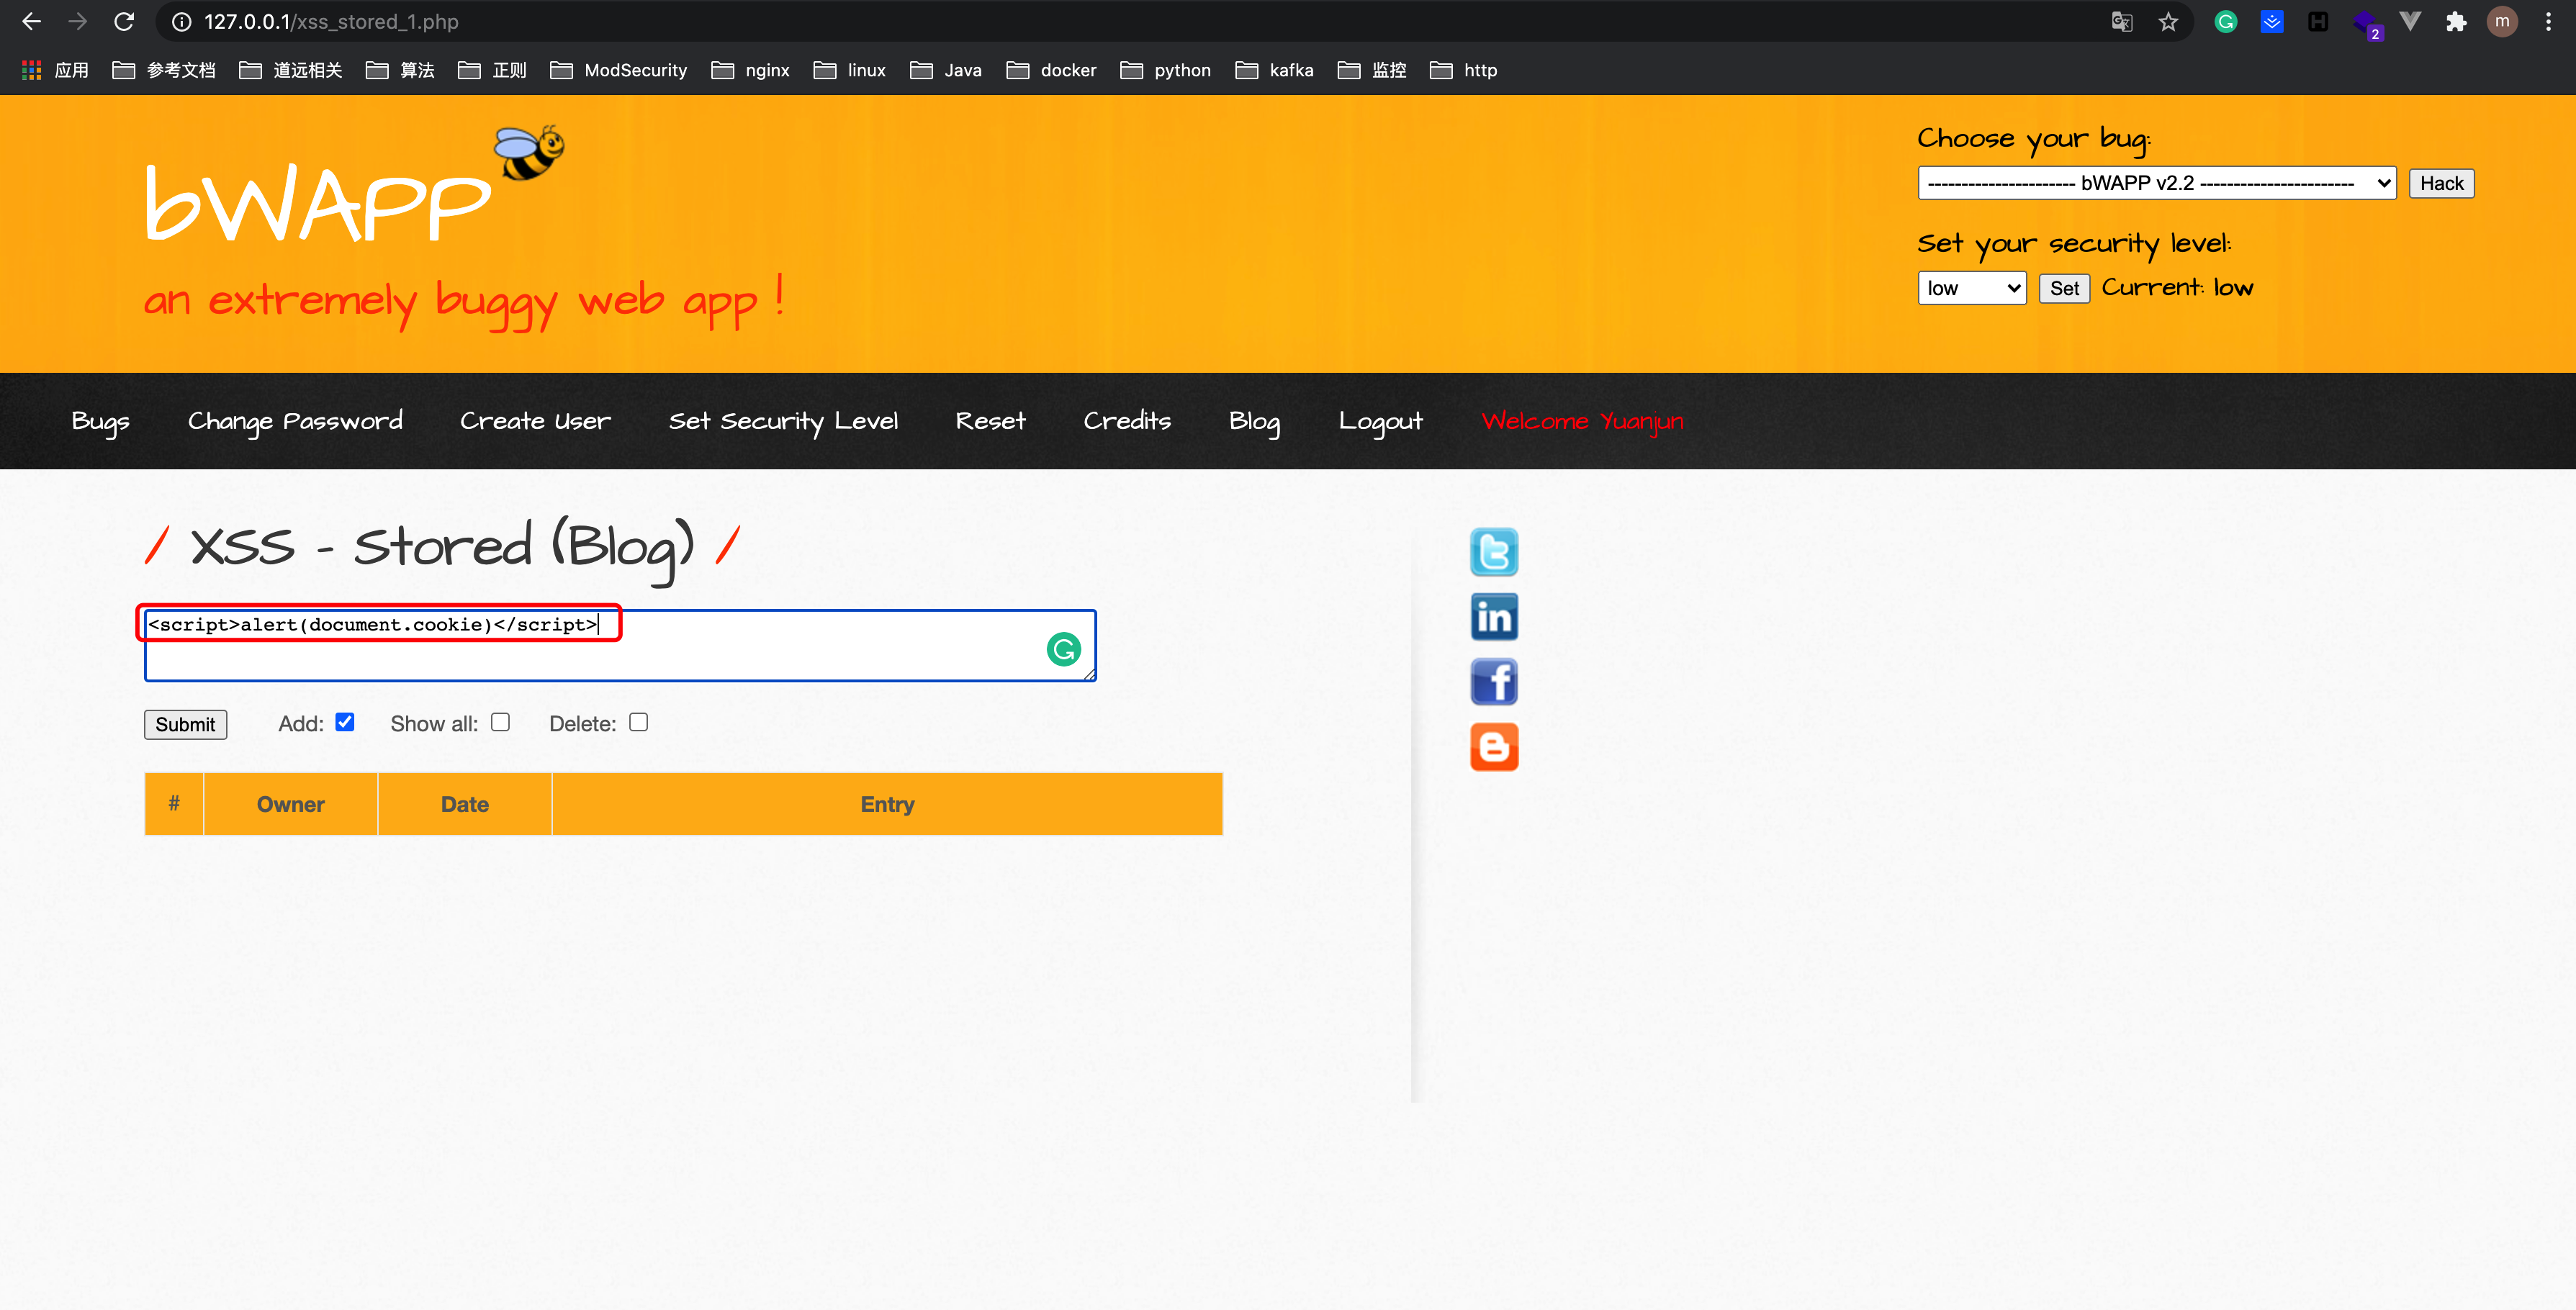 127.0.0.1/xss_stored_1.php
2
m
应用 参考文档 道远相关 算法 正则 ModSecurity nginx linux Java docker python kafka 监控 http
bWAPP
an extremely buggy web app !
Choose your bug:
---------------------- bWAPP v2.2 ----------------------- Hack
Set your security level:
low Set Current: low
Bugs Change Password Create User Set Security Level Reset Credits Blog Logout Welcome Yuanjun
/ XSS - Stored (Blog) /
<script>alert(document.cookie)</script>
Submit Add: Show all: Delete:
# Owner Date Entry